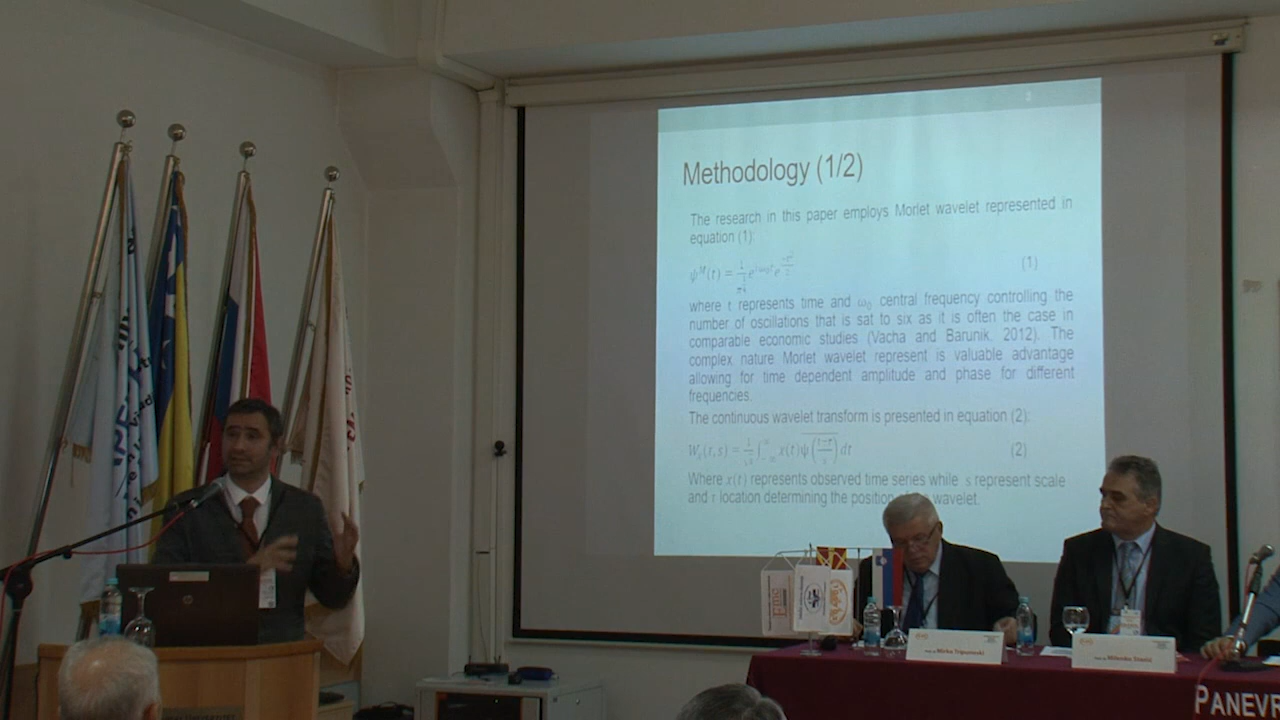 Methodology (1/2)
The research in this paper employs Morlet wavelet represented in
equation (1):
(1)
where t represents time and ω₀ central frequency controlling the
number of oscillations that is sat to six as it is often the case in
comparable economic studies (Vacha and Barunik, 2012). The
complex nature Morlet wavelet represent is valuable advantage
allowing for time dependent amplitude and phase for different
frequencies.
The continuous wavelet transform is presented in equation (2):
(2)
Where x(t) represents observed time series while s represent scale
and τ location determining the position wavelet.
PANEVR